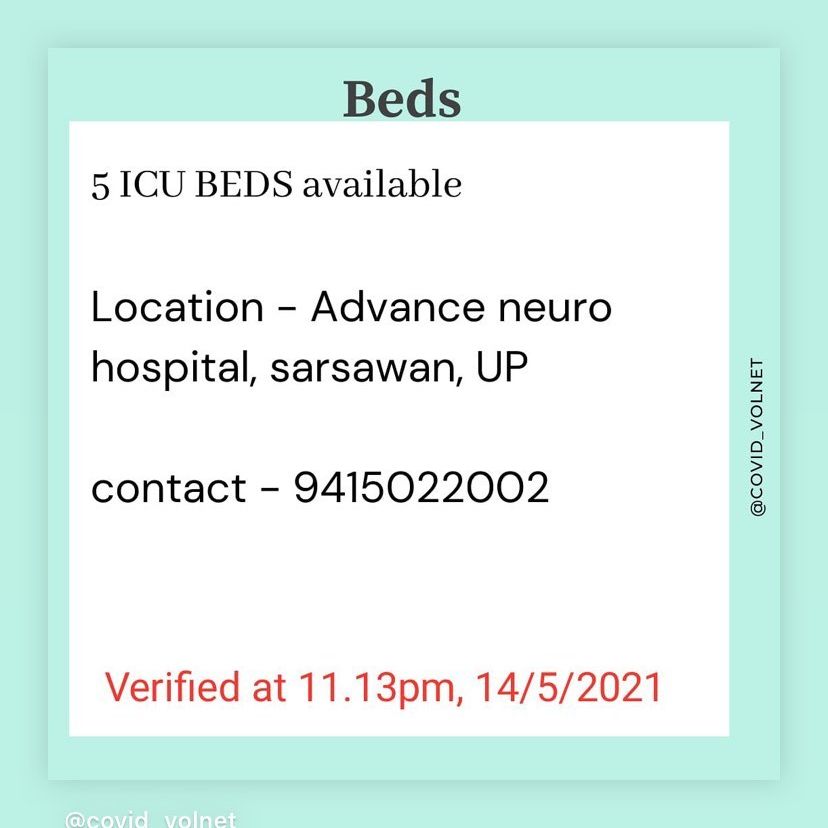 Beds
5 ICU BEDS available
Location - Advance neuro
hospital, sarsawan, UP
contact - 9415022002
Verified at 11.13pm, 14/5/2021
@COVID_VOLNET
@covid_volnet